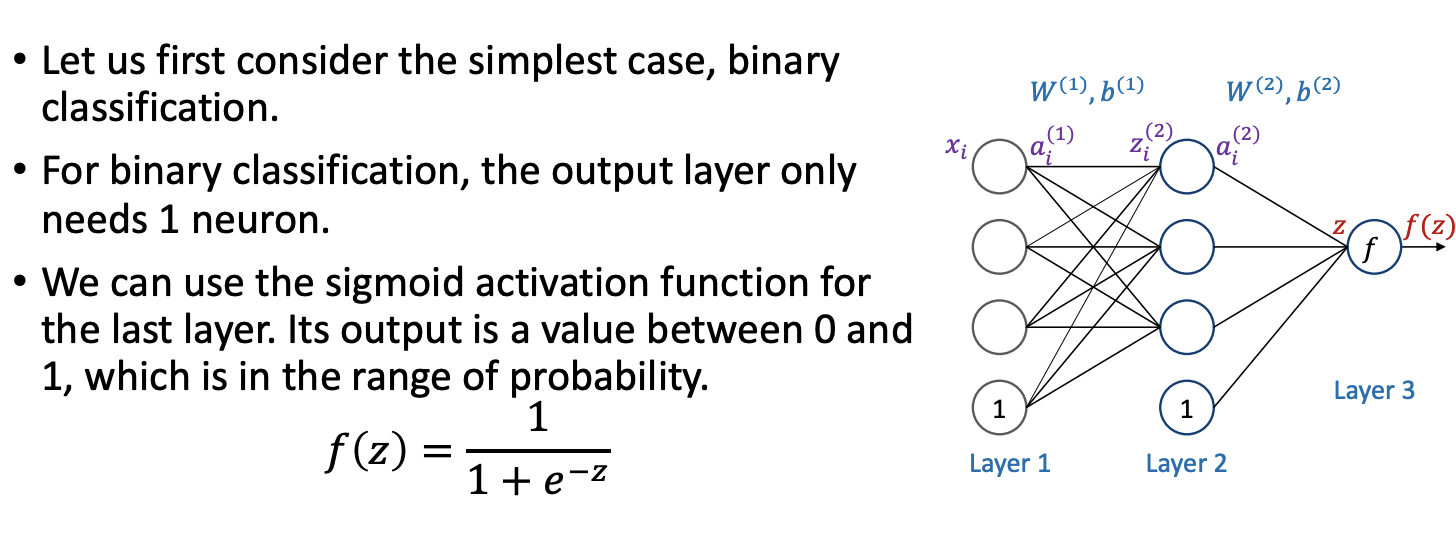 • Let us first consider the simplest case, binary
classification.
• For binary classification, the output layer only
needs 1 neuron.
• We can use the sigmoid activation function for
the last layer. Its output is a value between 0 and
1, which is in the range of probability.
f(z) = 1 / (1 + e^{-z})
W^{(1)}, b^{(1)} W^{(2)}, b^{(2)}
x_i a_i^{(1)} z_i^{(2)} a_i^{(2)}
z f f(z)
1 1
Layer 3
Layer 1 Layer 2